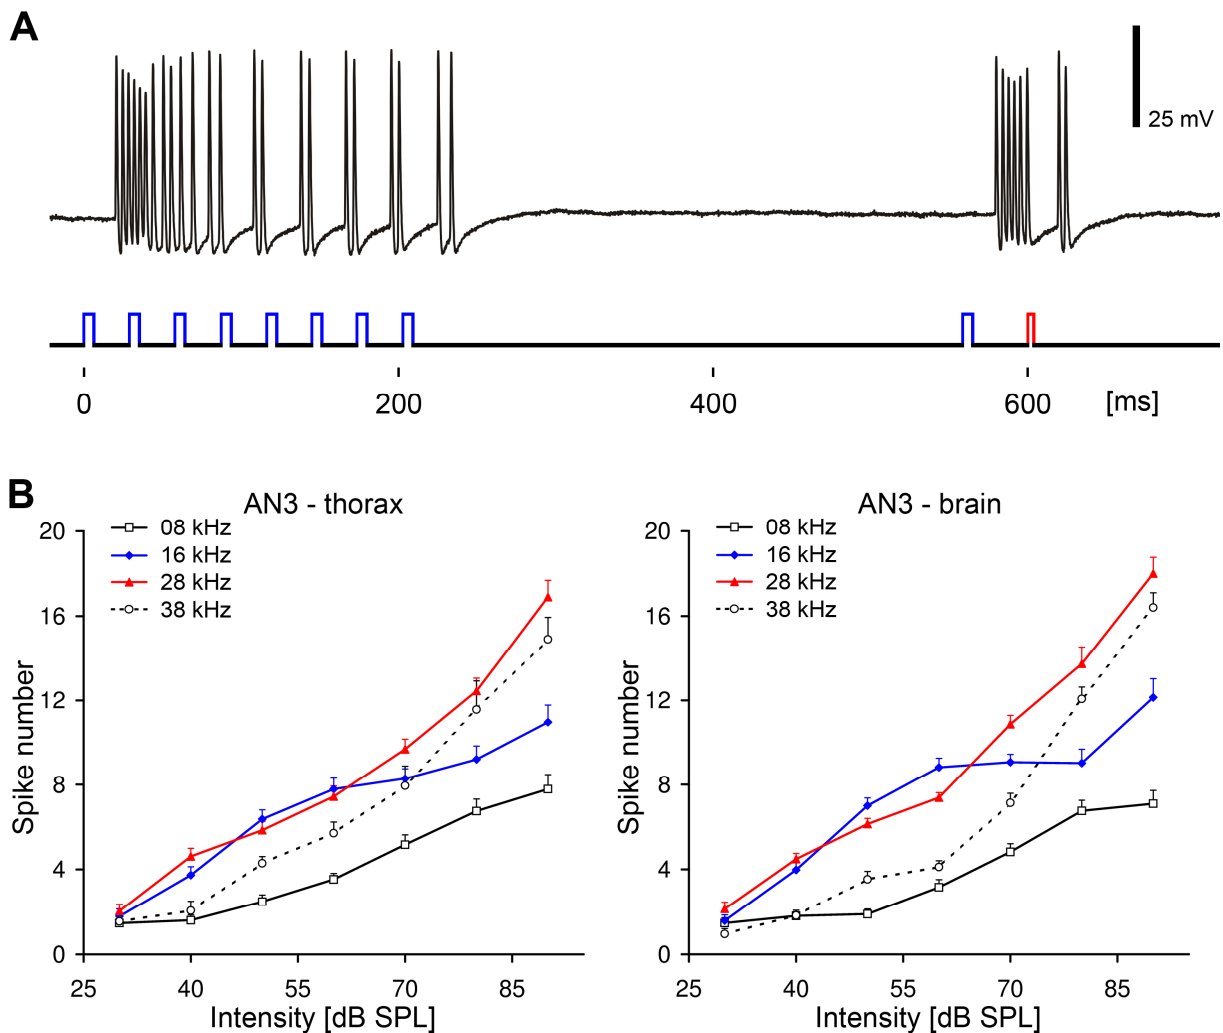 A
25 mV
0 200 400 600 [ms]
B
AN3 - thorax
08 kHz
16 kHz
28 kHz
38 kHz
20
16
12
8
4
0
Spike number
25 40 55 70 85
Intensity [dB SPL]
AN3 - brain
08 kHz
16 kHz
28 kHz
38 kHz
20
16
12
8
4
0
Spike number
25 40 55 70 85
Intensity [dB SPL]